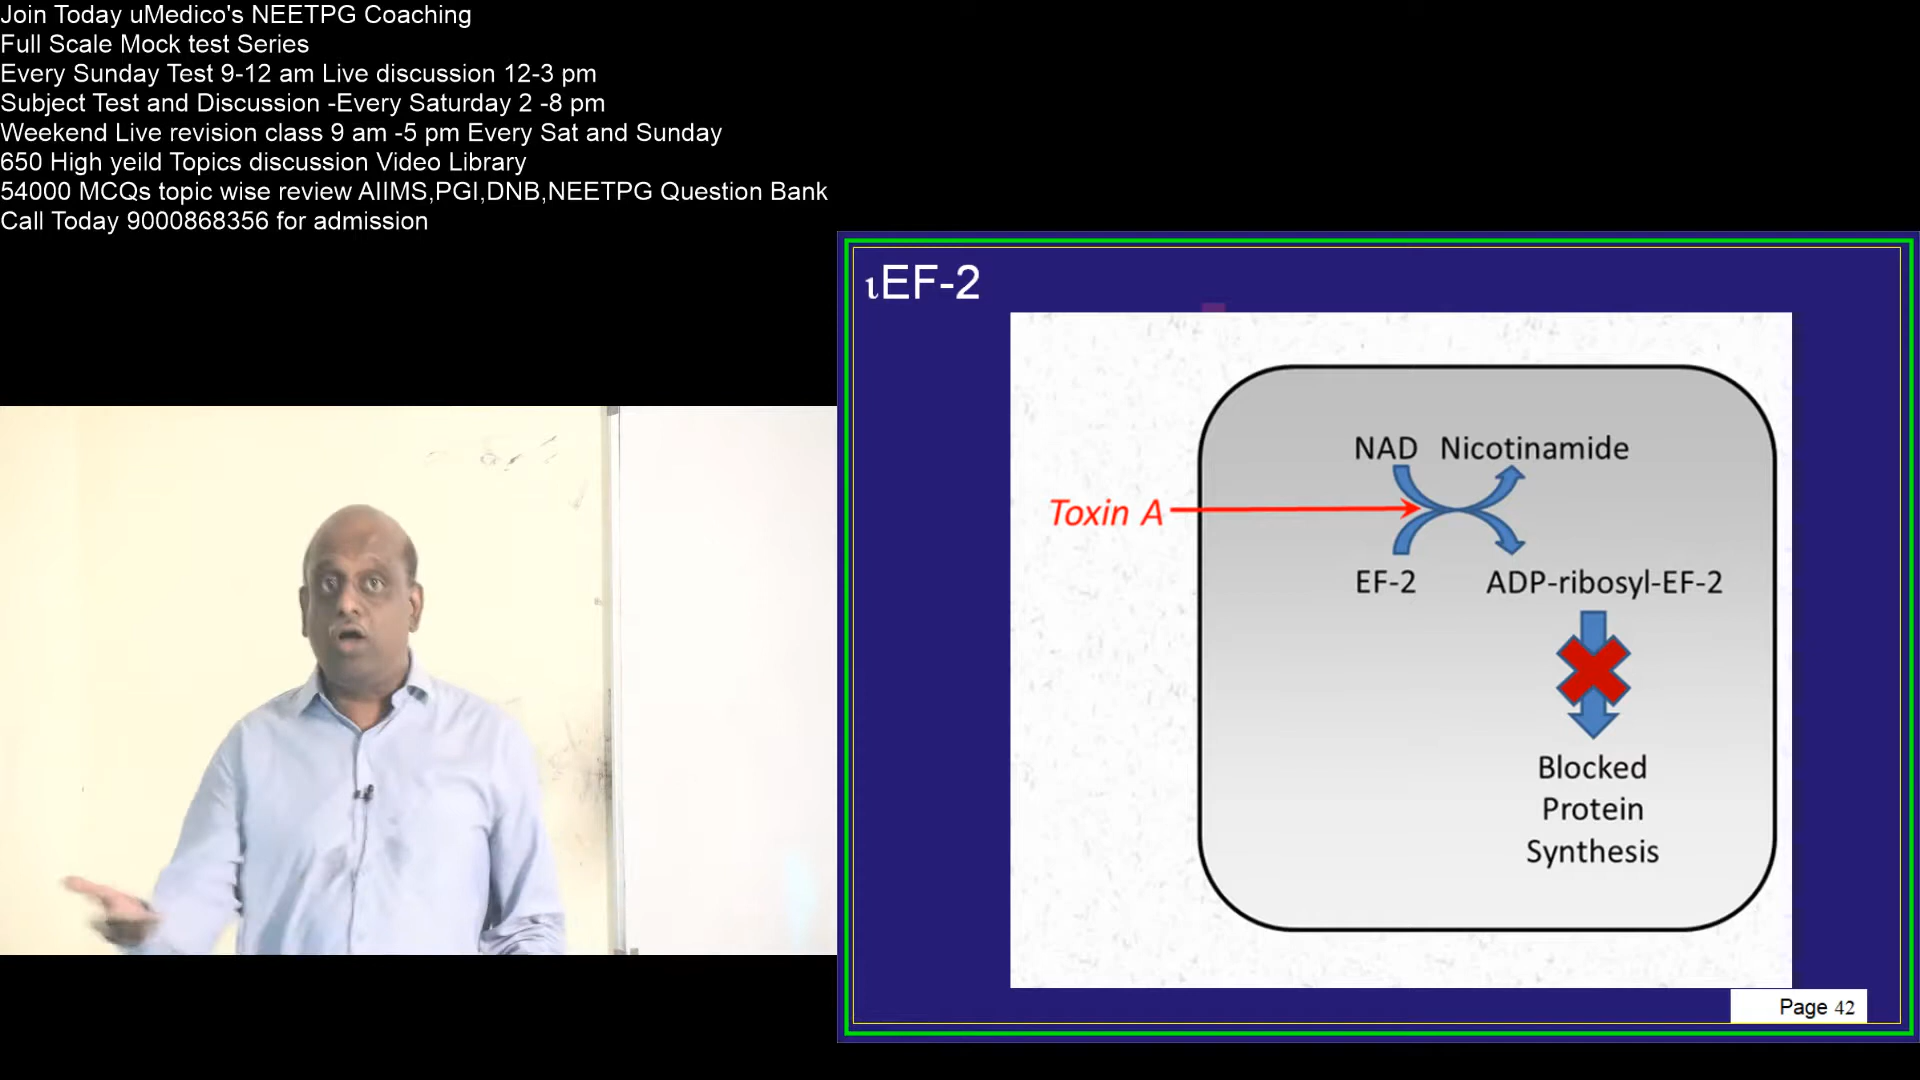 Join Today uMedico's NEETPG Coaching
Full Scale Mock test Series
Every Sunday Test 9-12 am Live discussion 12-3 pm
Subject Test and Discussion -Every Saturday 2 -8 pm
Weekend Live revision class 9 am -5 pm Every Sat and Sunday
650 High yeild Topics discussion Video Library
54000 MCQs topic wise review AIIMS,PGI,DNB,NEETPG Question Bank
Call Today 9000868356 for admission
ιEF-2
NAD Nicotinamide
Toxin A
EF-2 ADP-ribosyl-EF-2
Blocked
Protein
Synthesis
Page 42